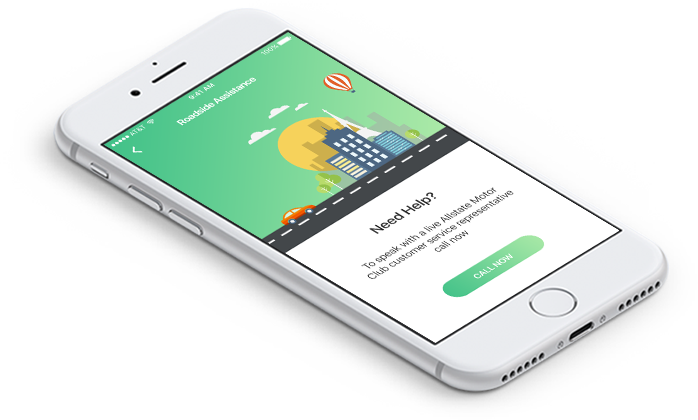 AT&T 9:41 AM 100%
Roadside Assistance
Need Help?
To speak with a live Allstate Motor
Club customer service representative
call now
CALL NOW